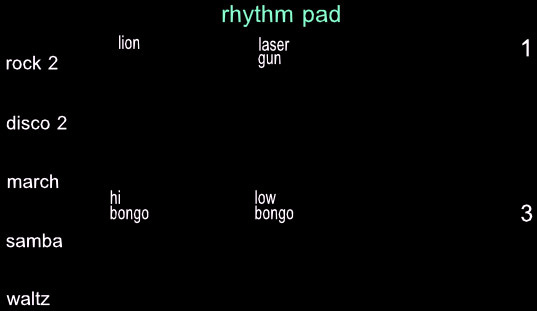 rhythm pad
lion
laser
gun
1
rock 2
disco 2
march
hi
bongo
low
bongo
3
samba
waltz